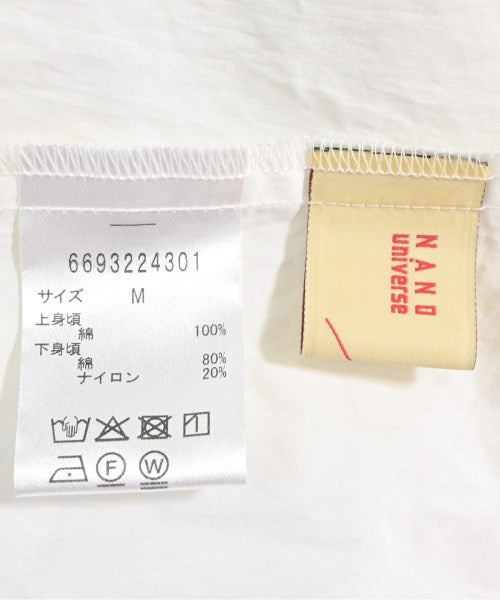 6693224301
サイズ M
上身頃
綿 100%
下身頃
綿 80%
ナイロン 20%
F W
NANO
universe